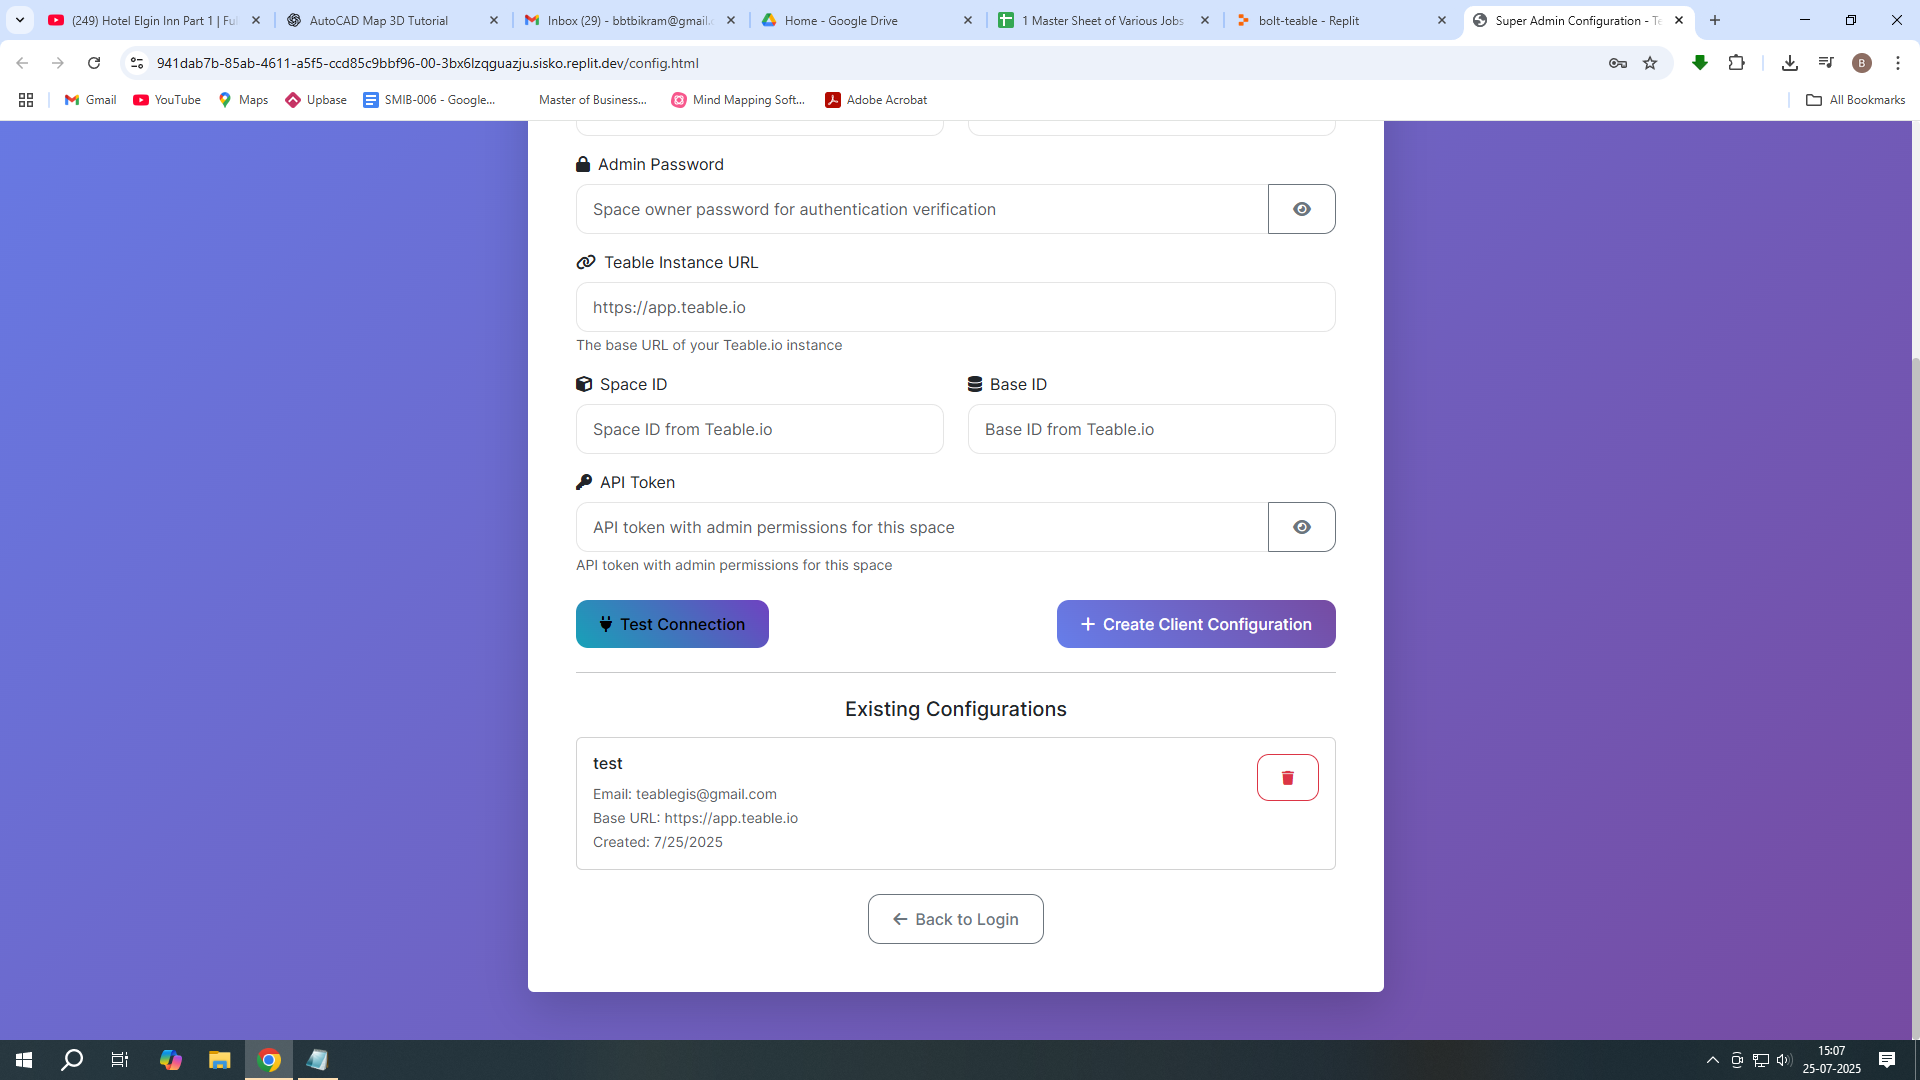 (249) Hotel Elgin Inn Part 1 | Ful
AutoCAD Map 3D Tutorial
Inbox (29) - bbtbikram@gmail.c
Home - Google Drive
1 Master Sheet of Various Jobs
bolt-teable - Replit
Super Admin Configuration - Te
941dab7b-85ab-4611-a5f5-ccd85c9bbf96-00-3bx6lzqguazju.sisko.replit.dev/config.html
B
Gmail
YouTube
Maps
Upbase
SMIB-006 - Google...
Master of Business...
Mind Mapping Soft...
Adobe Acrobat
All Bookmarks
Admin Password
Space owner password for authentication verification
Teable Instance URL
https://app.teable.io
The base URL of your Teable.io instance
Space ID
Base ID
Space ID from Teable.io
Base ID from Teable.io
API Token
API token with admin permissions for this space
API token with admin permissions for this space
Test Connection
Create Client Configuration
Existing Configurations
test
Email: teablegis@gmail.com
Base URL: https://app.teable.io
Created: 7/25/2025
Back to Login
15:07
25-07-2025